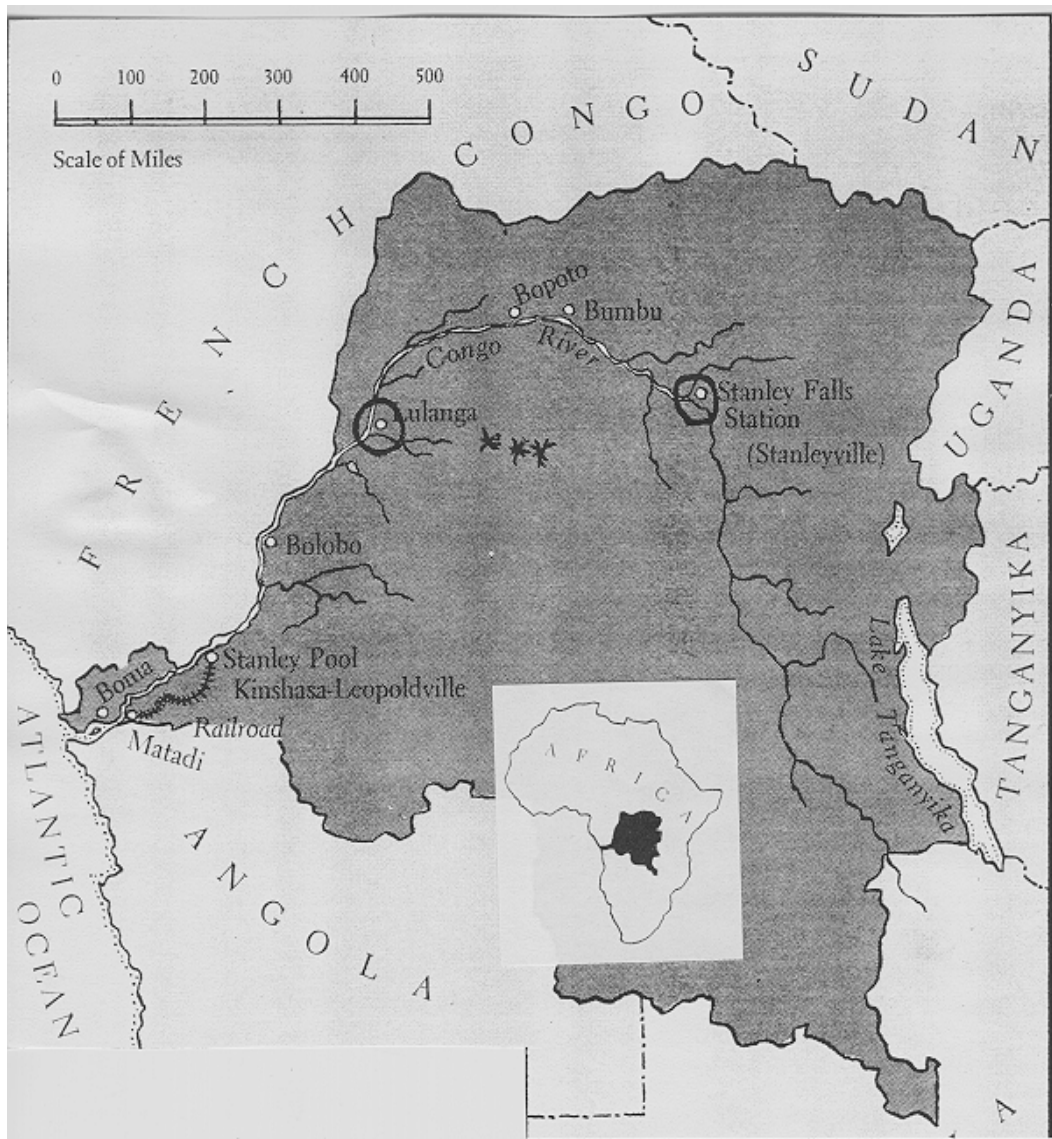 0 100 200 300 400 500
Scale of Miles
SUDAN
FRENCH CONGO
UGANDA
Bopoto
Bumbu
Congo River
Lulanga
Stanley Falls
Station
(Stanleyville)
Bolobo
TANGANYIKA
Lake Tanganyika
Stanley Pool
Kinshasa-Leopoldville
Boma
Railroad
Matadi
ATLANTIC
OCEAN
AFRICA
ANGOLA
A